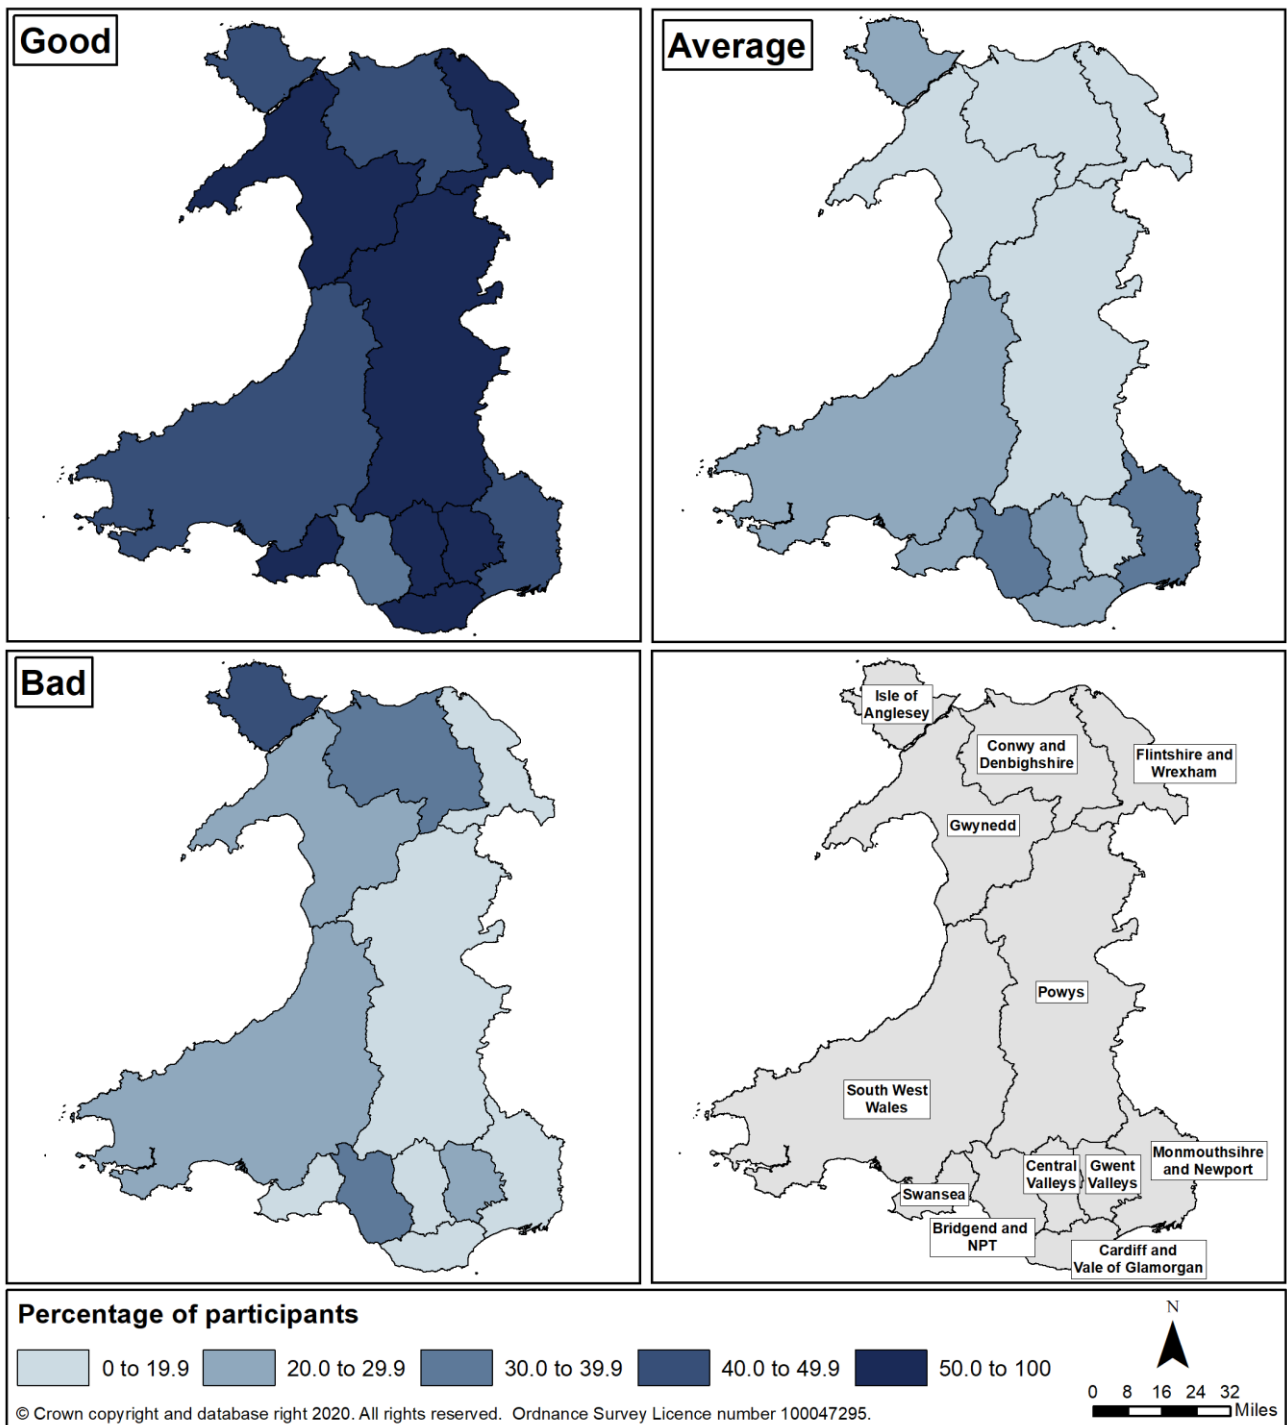 Good
Average
Bad
Isle of
Anglesey
Conwy and
Denbighshire
Flintshire and
Wrexham
Gwynedd
Powys
South West
Wales
Central
Valleys
Gwent
Valleys
Monmouthsihre
and Newport
Swansea
Bridgend and
NPT
Cardiff and
Vale of Glamorgan
Percentage of participants
0 to 19.9
20.0 to 29.9
30.0 to 39.9
40.0 to 49.9
50.0 to 100
N
0 8 16 24 32
Miles
© Crown copyright and database right 2020. All rights reserved. Ordnance Survey Licence number 100047295.